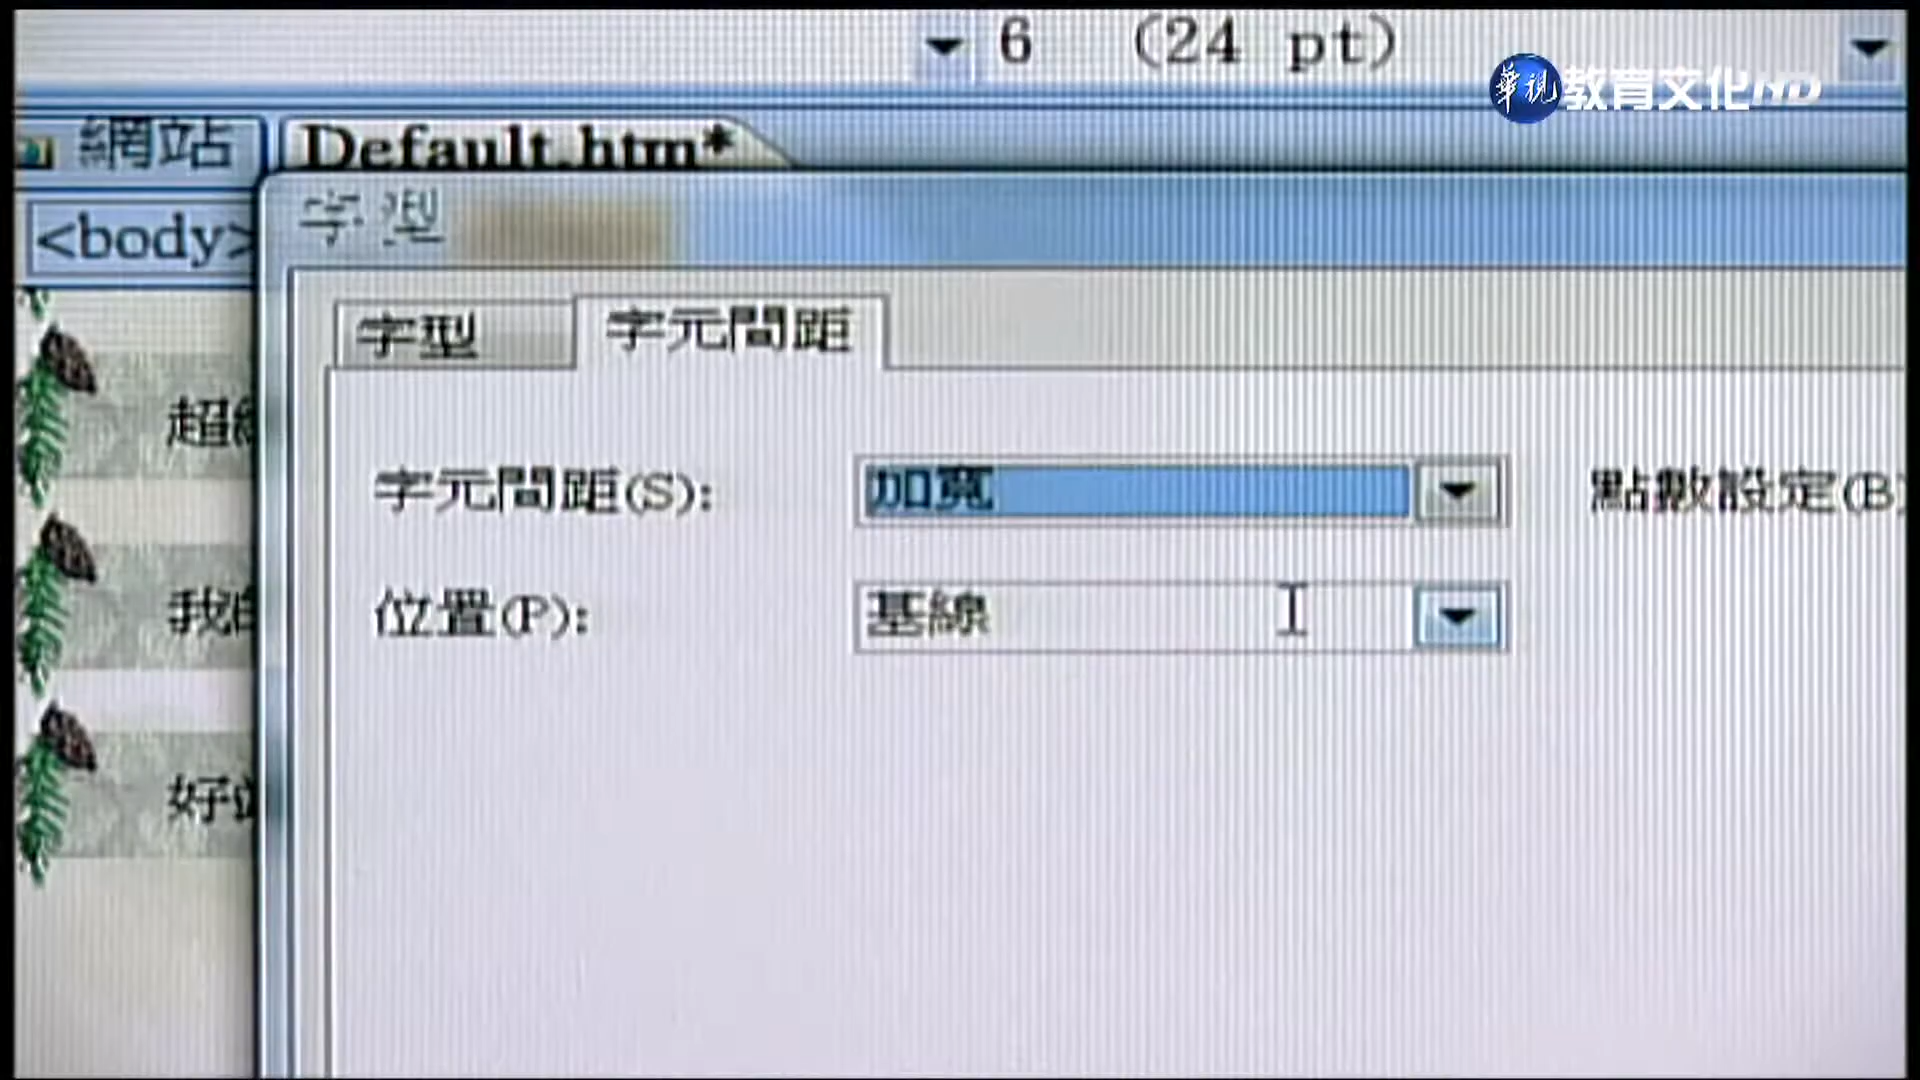 6 (24 pt)
華視 教育文化HD
網站 Default.htm*
<body>
字型
字型 字元間距
字元間距(S): 加寬 點數設定(B)
位置(P): 基線
超
我的
好